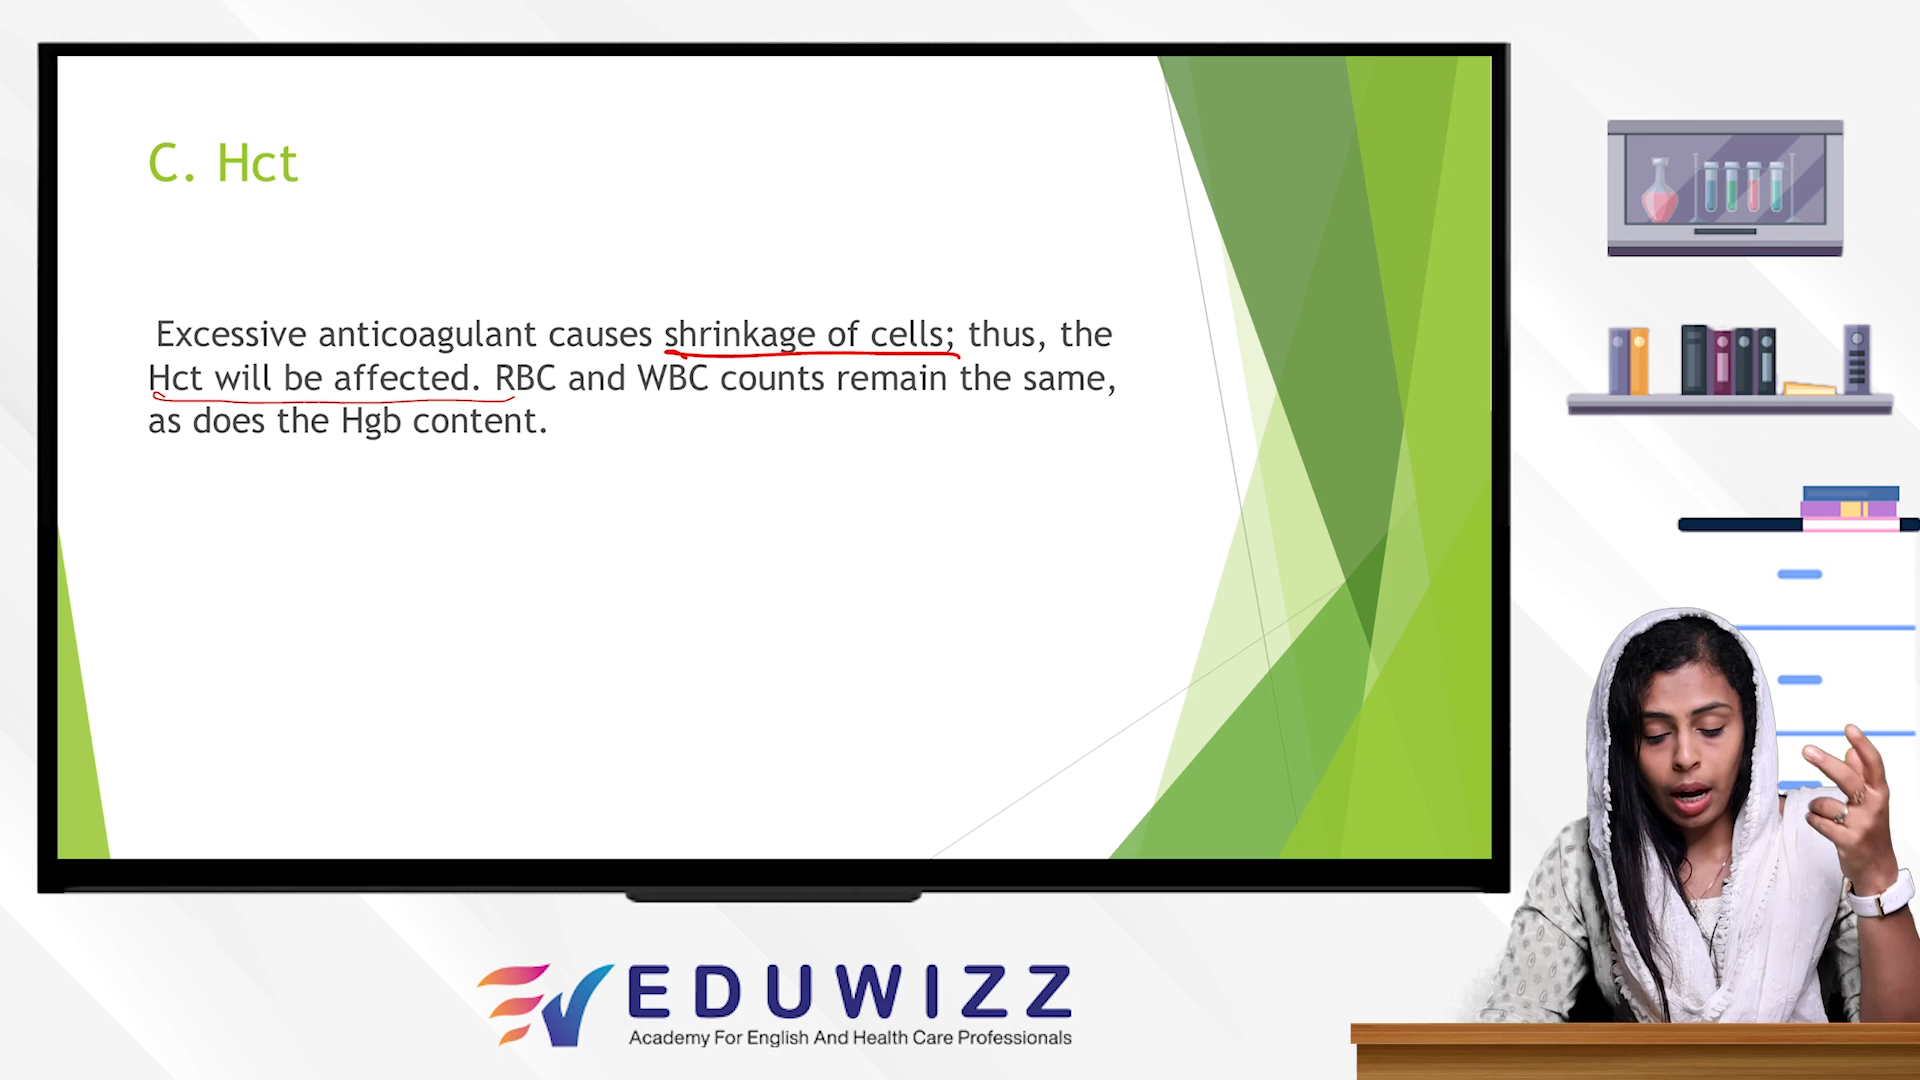 C. Hct
Excessive anticoagulant causes shrinkage of cells; thus, the
Hct will be affected. RBC and WBC counts remain the same,
as does the Hgb content.
EDUWIZZ
Academy For English And Health Care Professionals